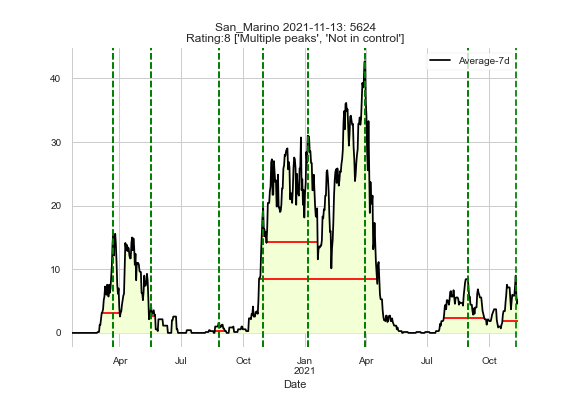 San_Marino 2021-11-13: 5624
Rating:8 ['Multiple peaks', 'Not in control']
Average-7d
40
30
20
10
0
Apr Jul Oct Jan Apr Jul Oct
2021
Date